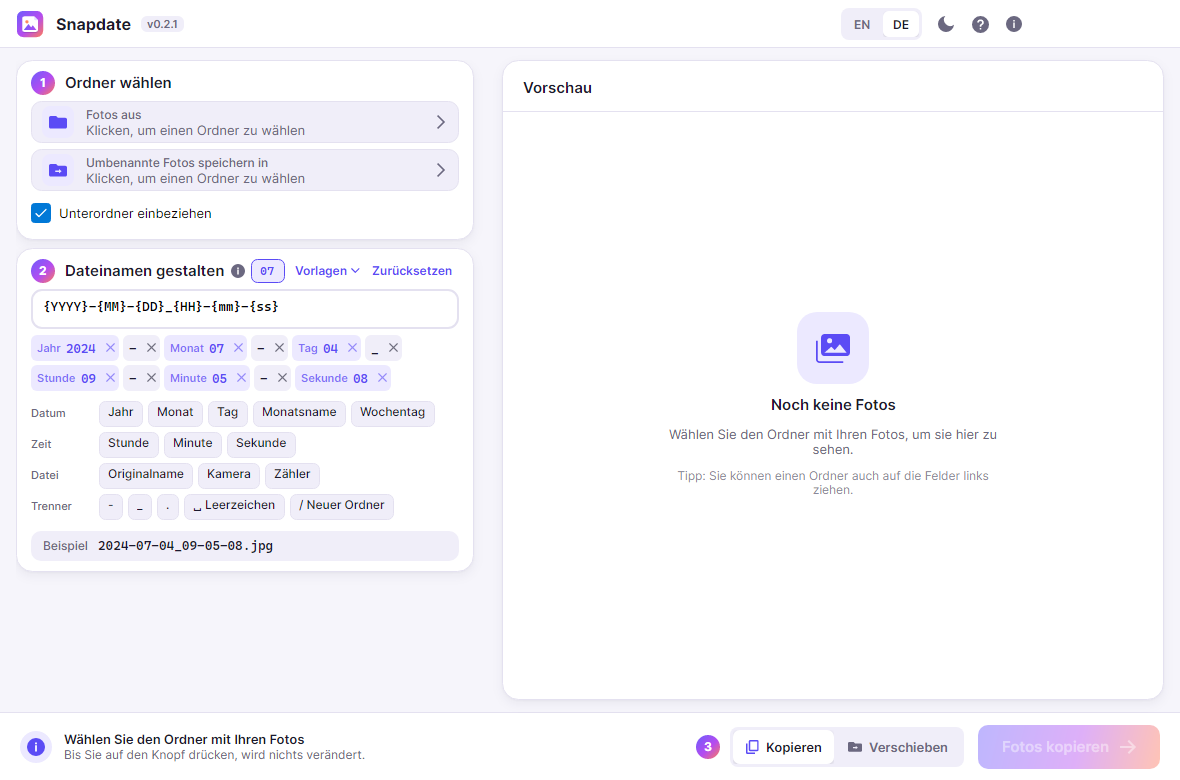 Snapdate v0.2.1
EN DE
1 Ordner wählen
Fotos aus
Klicken, um einen Ordner zu wählen
Umbenannte Fotos speichern in
Klicken, um einen Ordner zu wählen
Unterordner einbeziehen
2 Dateinamen gestalten 07 Vorlagen Zurücksetzen
{YYYY}-{MM}-{DD}_{HH}-{mm}-{ss}
Jahr 2024 × - × Monat 07 × - × Tag 04 × _ ×
Stunde 09 × - × Minute 05 × - × Sekunde 08 ×
Datum Jahr Monat Tag Monatsname Wochentag
Zeit Stunde Minute Sekunde
Datei Originalname Kamera Zähler
Trenner - _ . ␣ Leerzeichen / Neuer Ordner
Beispiel 2024-07-04_09-05-08.jpg
Vorschau
Noch keine Fotos
Wählen Sie den Ordner mit Ihren Fotos, um sie hier zu
sehen.
Tipp: Sie können einen Ordner auch auf die Felder links
ziehen.
Wählen Sie den Ordner mit Ihren Fotos
Bis Sie auf den Knopf drücken, wird nichts verändert.
3 Kopieren Verschieben Fotos kopieren →